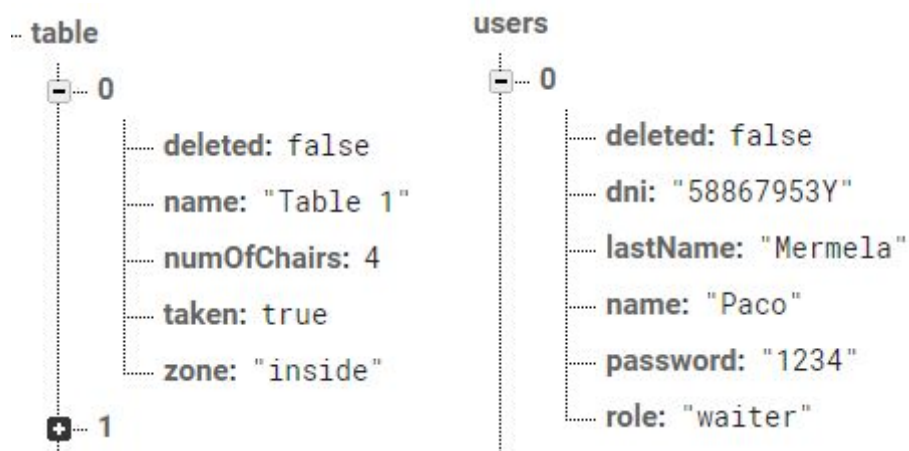 table
0
deleted: false
name: "Table 1"
numOfChairs: 4
taken: true
zone: "inside"
1
users
0
deleted: false
dni: "58867953Y"
lastName: "Mermela"
name: "Paco"
password: "1234"
role: "waiter"